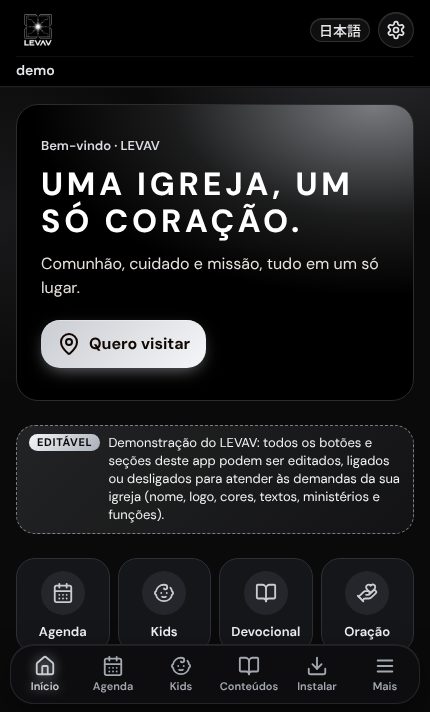 LEVAV
日本語
demo
Bem-vindo · LEVAV
UMA IGREJA, UM
SÓ CORAÇÃO.
Comunhão, cuidado e missão, tudo em um só
lugar.
Quero visitar
EDITÁVEL
Demonstração do LEVAV: todos os botões e
seções deste app podem ser editados, ligados
ou desligados para atender às demandas da sua
igreja (nome, logo, cores, textos, ministérios e
funções).
Agenda
Kids
Devocional
Oração
Início
Agenda
Kids
Conteúdos
Instalar
Mais